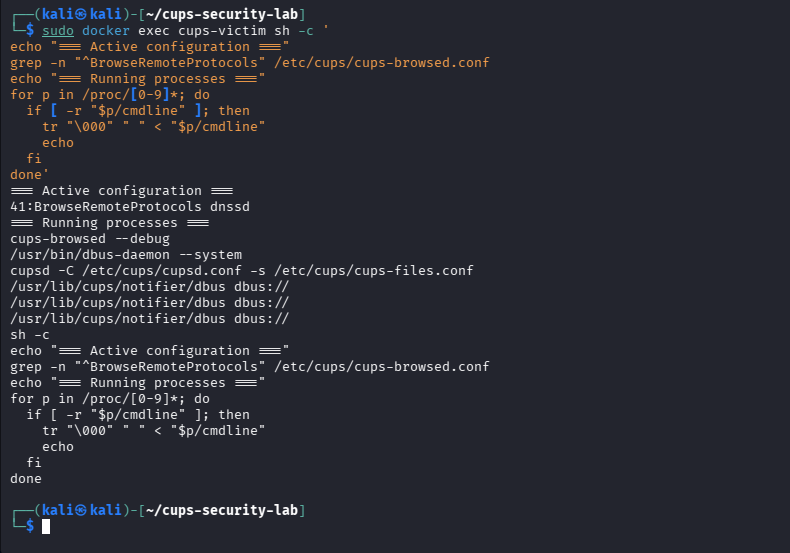 ┌──(kali㉿kali)-[~/cups-security-lab]
└─$ sudo docker exec cups-victim sh -c '
echo "=== Active configuration ==="
grep -n "^BrowseRemoteProtocols" /etc/cups/cups-browsed.conf
echo "=== Running processes ==="
for p in /proc/[0-9]*; do
  if [ -r "$p/cmdline" ]; then
    tr "\000" " " < "$p/cmdline"
    echo
  fi
done'
=== Active configuration ===
41:BrowseRemoteProtocols dnssd
=== Running processes ===
cups-browsed --debug
/usr/bin/dbus-daemon --system
cupsd -C /etc/cups/cupsd.conf -s /etc/cups/cups-files.conf
/usr/lib/cups/notifier/dbus dbus://
/usr/lib/cups/notifier/dbus dbus://
/usr/lib/cups/notifier/dbus dbus://
sh -c
echo "=== Active configuration ==="
grep -n "^BrowseRemoteProtocols" /etc/cups/cups-browsed.conf
echo "=== Running processes ==="
for p in /proc/[0-9]*; do
  if [ -r "$p/cmdline" ]; then
    tr "\000" " " < "$p/cmdline"
    echo
  fi
done
┌──(kali㉿kali)-[~/cups-security-lab]
└─$